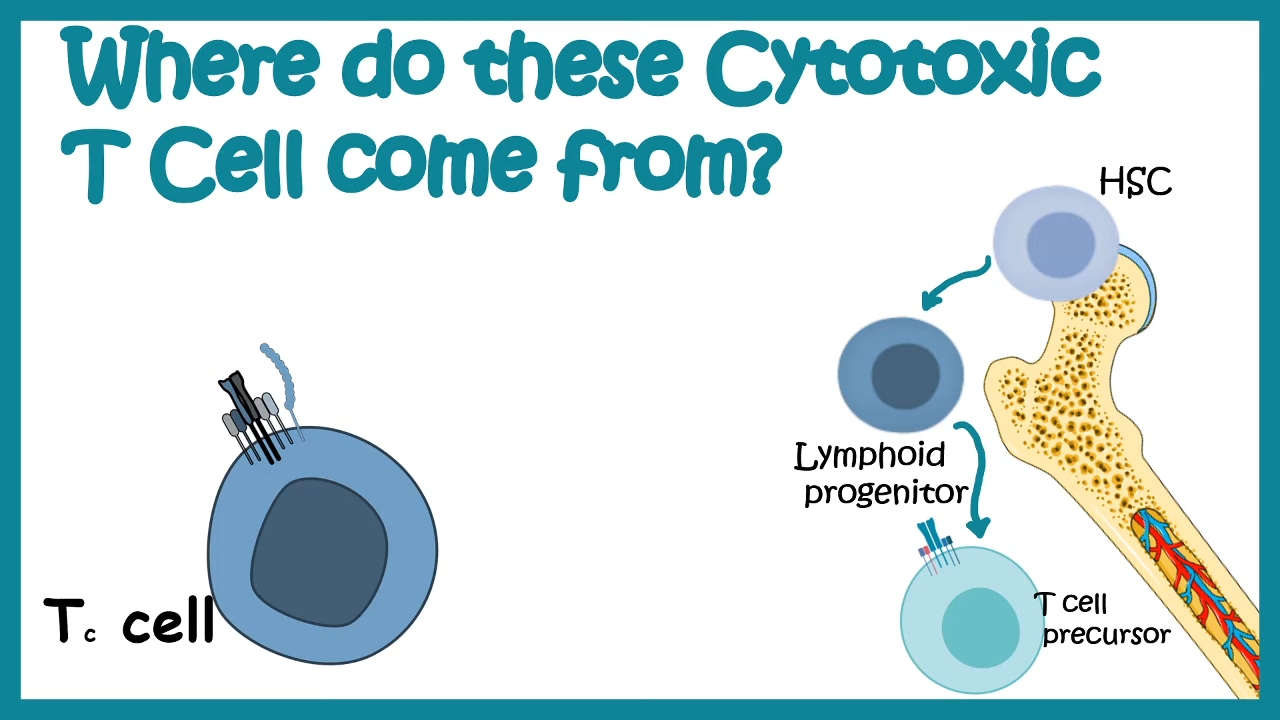 Where do these Cytotoxic
T Cell come from?
HSC
Lymphoid
progenitor
T cell
precursor
Tc cell